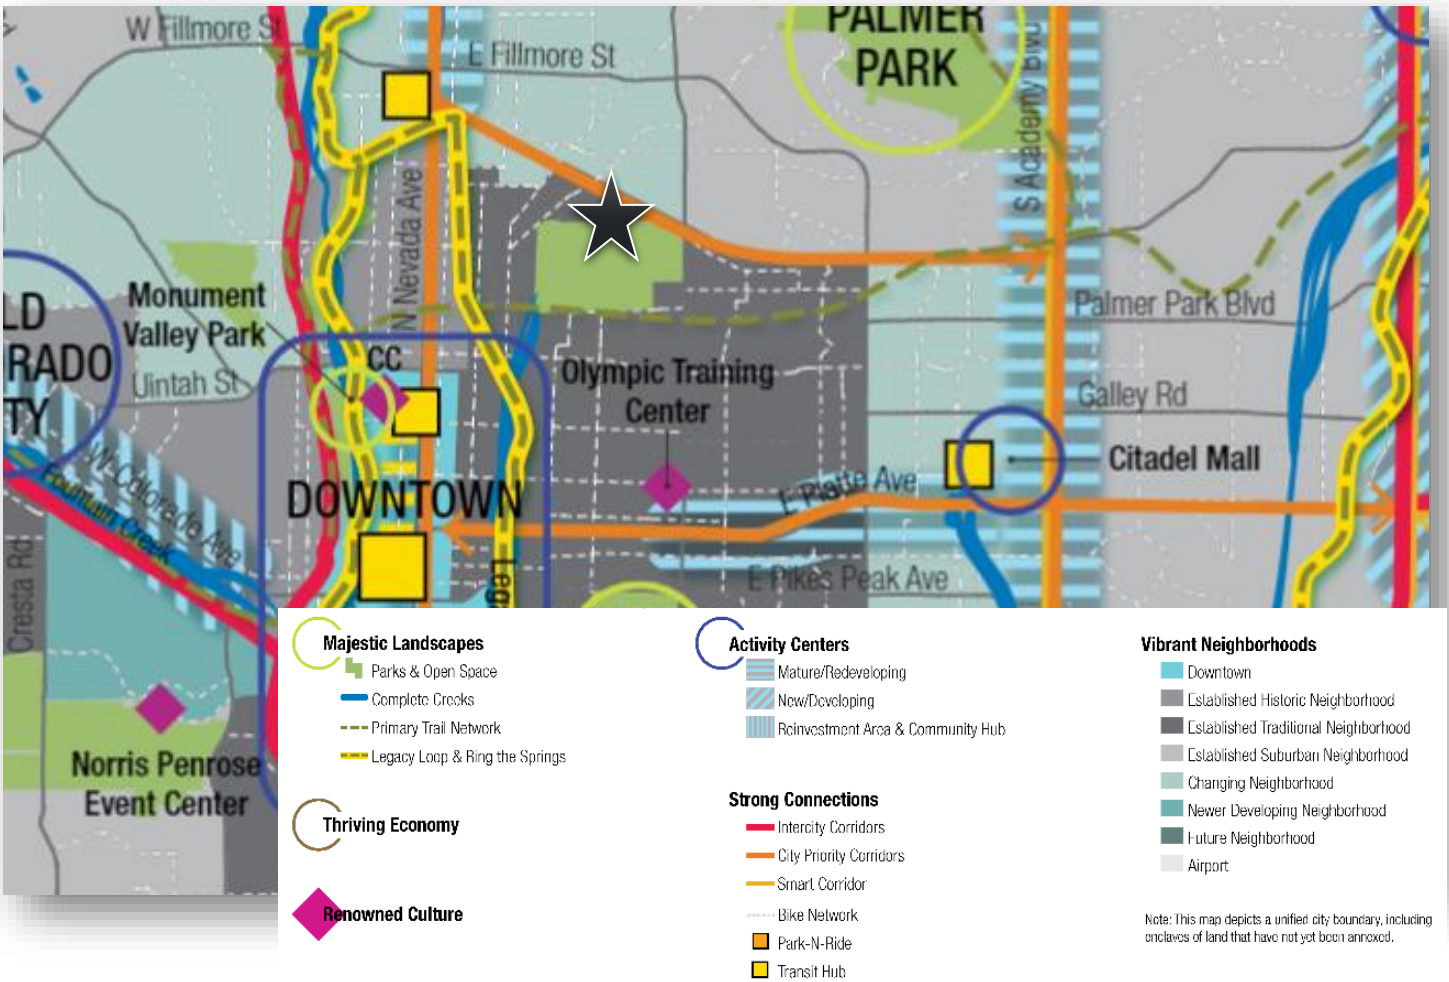 W Fillmore St
E Fillmore St
PALMER
PARK
S Academy Blvd
N Nevada Ave
Monument
Valley Park
LD
RADO
TY
CC
Uintah St
Olympic Training
Center
Palmer Park Blvd
Galley Rd
Citadel Mall
W Colorado Ave
Fountain Creek
DOWNTOWN
E Platte Ave
E Pikes Peak Ave
Leg
Cresta Rd
Norris Penrose
Event Center
Majestic Landscapes
Parks & Open Space
Complete Creeks
Primary Trail Network
Legacy Loop & Ring the Springs
Thriving Economy
Renowned Culture
Activity Centers
Mature/Redeveloping
New/Developing
Reinvestment Area & Community Hub
Strong Connections
Intercity Corridors
City Priority Corridors
Smart Corridor
Bike Network
Park-N-Ride
Transit Hub
Vibrant Neighborhoods
Downtown
Established Historic Neighborhood
Established Traditional Neighborhood
Established Suburban Neighborhood
Changing Neighborhood
Newer Developing Neighborhood
Future Neighborhood
Airport
Note: This map depicts a unified city boundary, including
enclaves of land that have not yet been annexed.